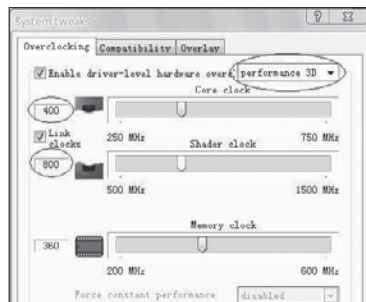 System tweaks
Overclocking Compatibility Overlay
Enable driver-level hardware overc performance 3D
Core clock
400
250 MHz 750 MHz
Link clocks
Shader clock
800
500 MHz 1500 MHz
Memory clock
360
200 MHz 600 MHz
Force constant performance disabled